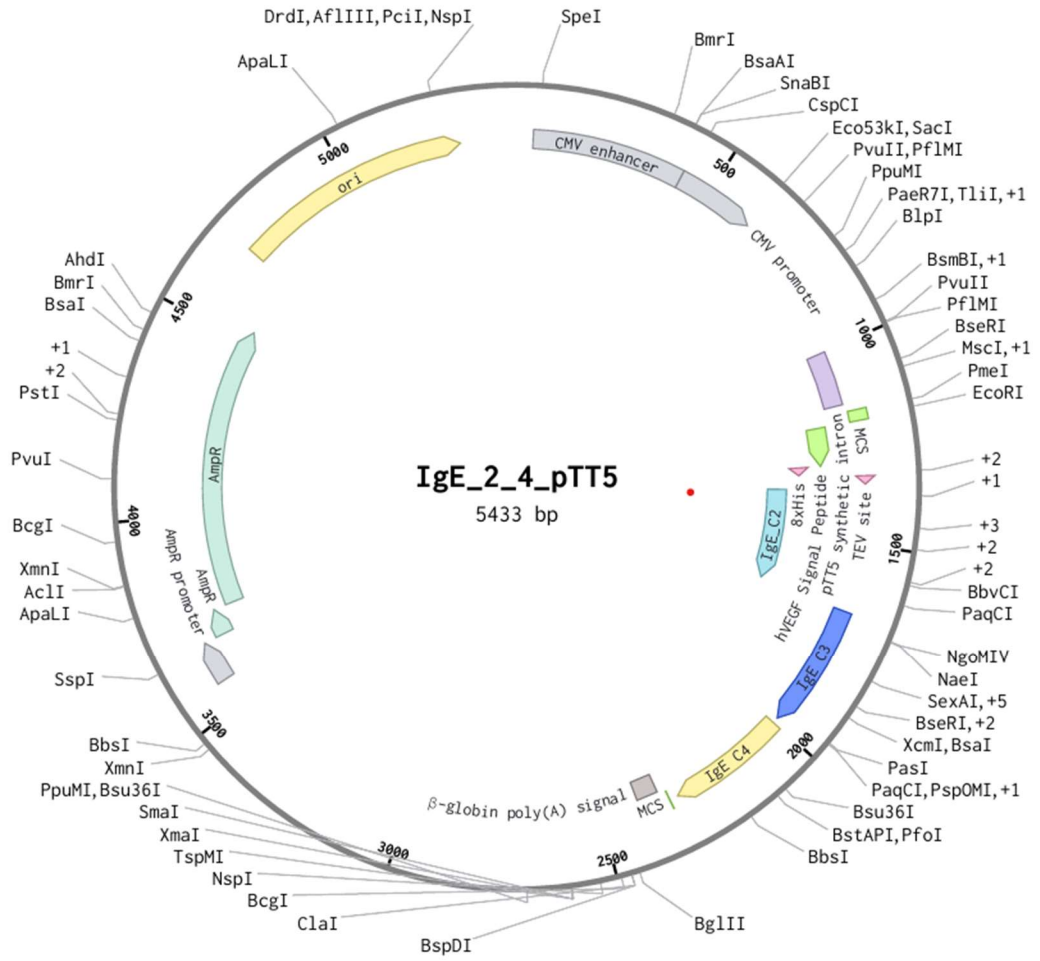 DrdI,AflIII,PciI,NspI
SpeI
ApaLI
BmrI
BsaAI
SnaBI
CspCI
Eco53kI,SacI
PvuII,PflMI
PpuMI
PaeR7I,TliI,+1
BlpI
BsmBI,+1
PvuII
PflMI
BseRI
MscI,+1
PmeI
EcoRI
+2
+1
+3
+2
+2
BbvCI
PaqCI
NgoMIV
NaeI
SexAI,+5
BseRI,+2
XcmI,BsaI
PasI
PaqCI,PspOMI,+1
Bsu36I
BstAPI,PfoI
BbsI
BglII
BspDI
ClaI
BcgI
NspI
TspMI
XmaI
SmaI
PpuMI,Bsu36I
XmnI
BbsI
SspI
ApaLI
AclI
XmnI
BcgI
PvuI
PstI
+2
+1
BsaI
BmrI
AhdI
500
1000
1500
2000
2500
3000
3500
4000
4500
5000
CMV enhancer
CMV promoter
pTT5 synthetic intron
MCS
hVEGF Signal Peptide
8xHis
TEV site
IgE_C2
IgE C3
IgE C4
MCS
β-globin poly(A) signal
AmpR promoter
AmpR
AmpR
ori
IgE_2_4_pTT5
5433 bp